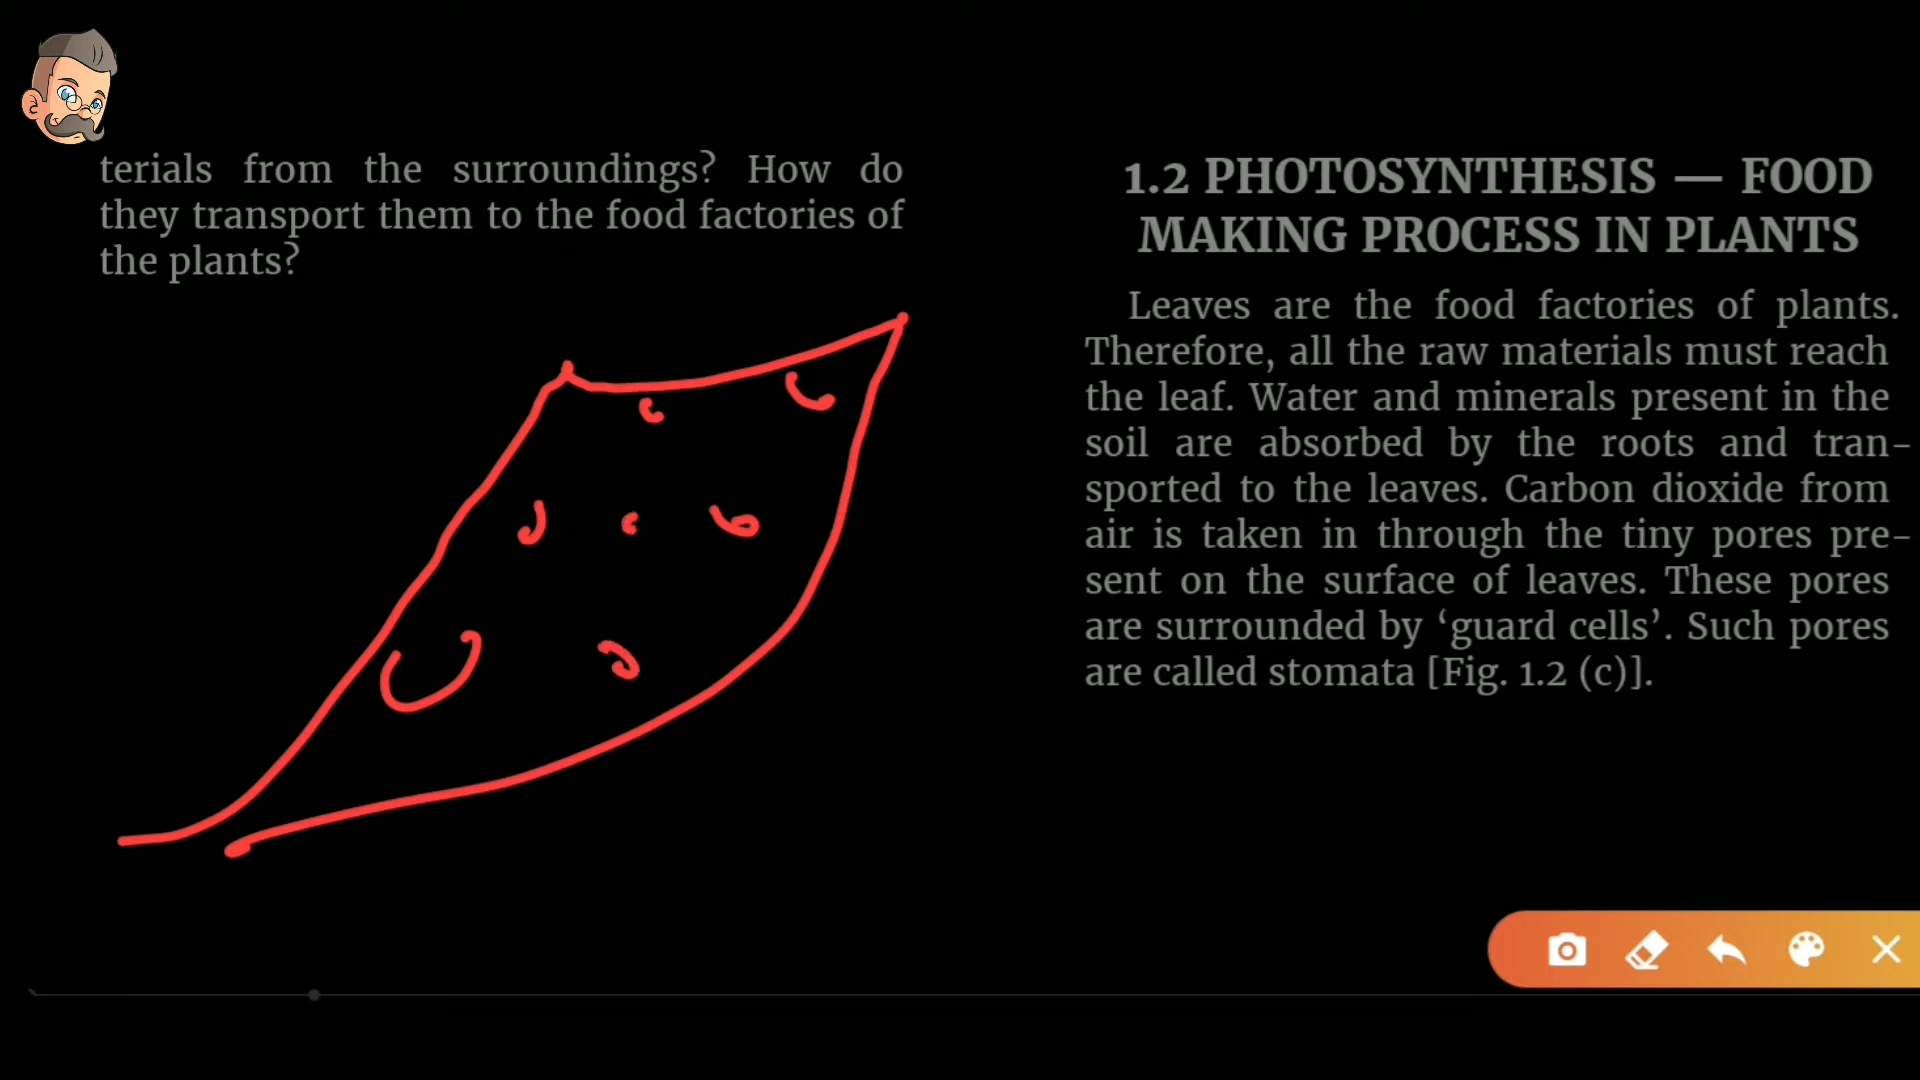 terials from the surroundings? How do
they transport them to the food factories of
the plants?
1.2 PHOTOSYNTHESIS — FOOD
MAKING PROCESS IN PLANTS
Leaves are the food factories of plants.
Therefore, all the raw materials must reach
the leaf. Water and minerals present in the
soil are absorbed by the roots and tran-
sported to the leaves. Carbon dioxide from
air is taken in through the tiny pores pre-
sent on the surface of leaves. These pores
are surrounded by ‘guard cells’. Such pores
are called stomata [Fig. 1.2 (c)].